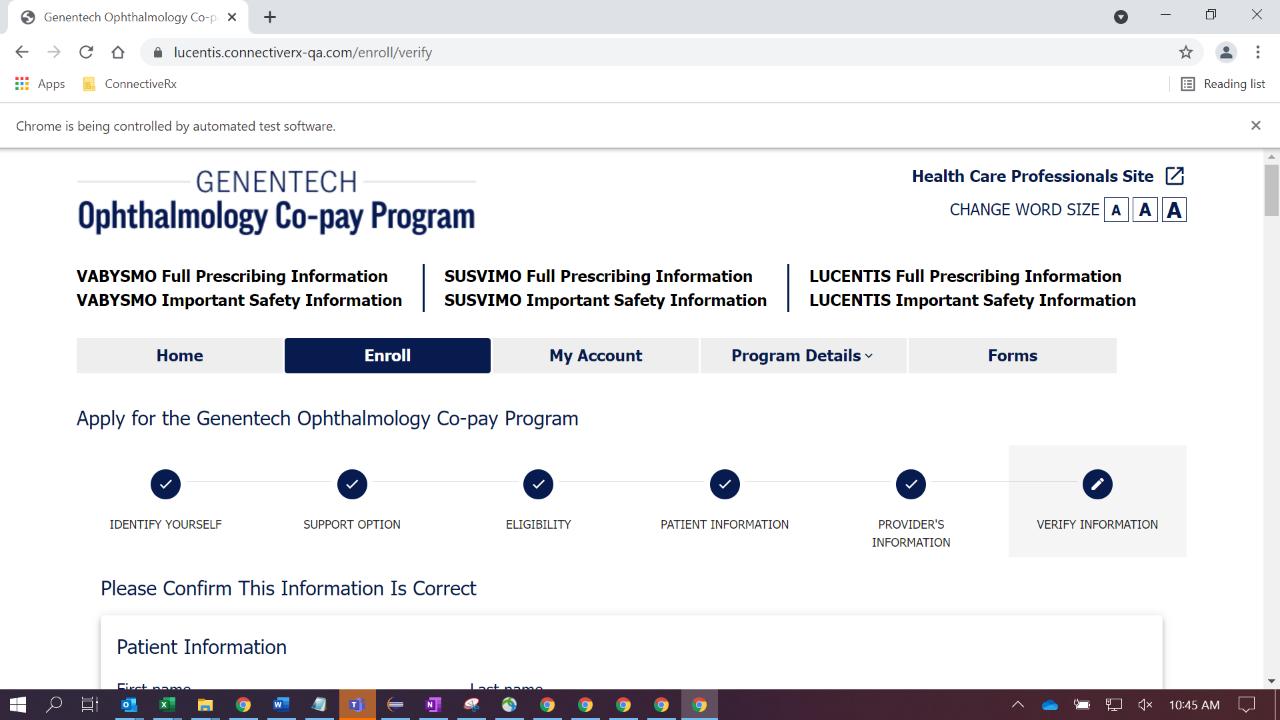 Genentech Ophthalmology Co-p
lucentis.connectiverx-qa.com/enroll/verify
Apps
ConnectiveRx
Reading list
Chrome is being controlled by automated test software.
GENENTECH
Ophthalmology Co-pay Program
Health Care Professionals Site
CHANGE WORD SIZE A A A
VABYSMO Full Prescribing Information
VABYSMO Important Safety Information
SUSVIMO Full Prescribing Information
SUSVIMO Important Safety Information
LUCENTIS Full Prescribing Information
LUCENTIS Important Safety Information
Home
Enroll
My Account
Program Details
Forms
Apply for the Genentech Ophthalmology Co-pay Program
IDENTIFY YOURSELF
SUPPORT OPTION
ELIGIBILITY
PATIENT INFORMATION
PROVIDER'S
INFORMATION
VERIFY INFORMATION
Please Confirm This Information Is Correct
Patient Information
First name
Last name
10:45 AM